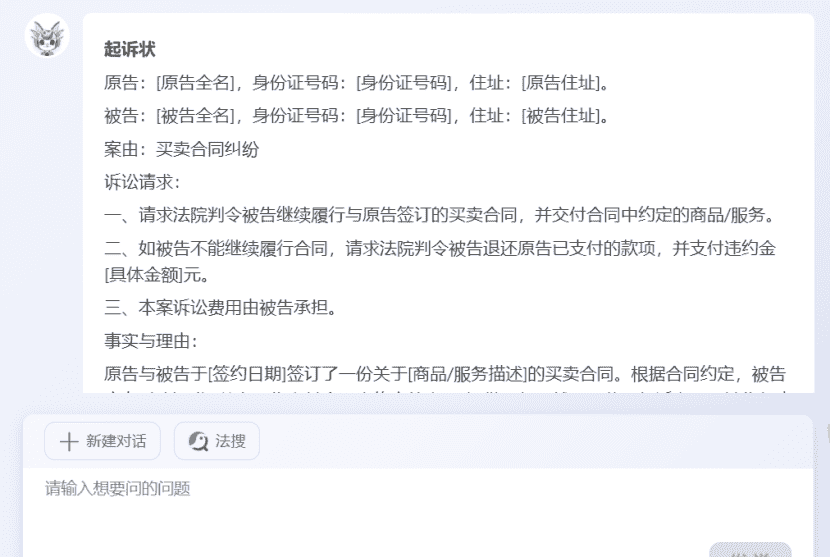 起诉状
原告：[原告全名]，身份证号码：[身份证号码]，住址：[原告住址]。
被告：[被告全名]，身份证号码：[身份证号码]，住址：[被告住址]。
案由：买卖合同纠纷
诉讼请求：
一、请求法院判令被告继续履行与原告签订的买卖合同，并交付合同中约定的商品/服务。
二、如被告不能继续履行合同，请求法院判令被告退还原告已支付的款项，并支付违约金
[具体金额]元。
三、本案诉讼费用由被告承担。
事实与理由：
原告与被告于[签约日期]签订了一份关于[商品/服务描述]的买卖合同。根据合同约定，被告
新建对话
法搜
请输入想要问的问题